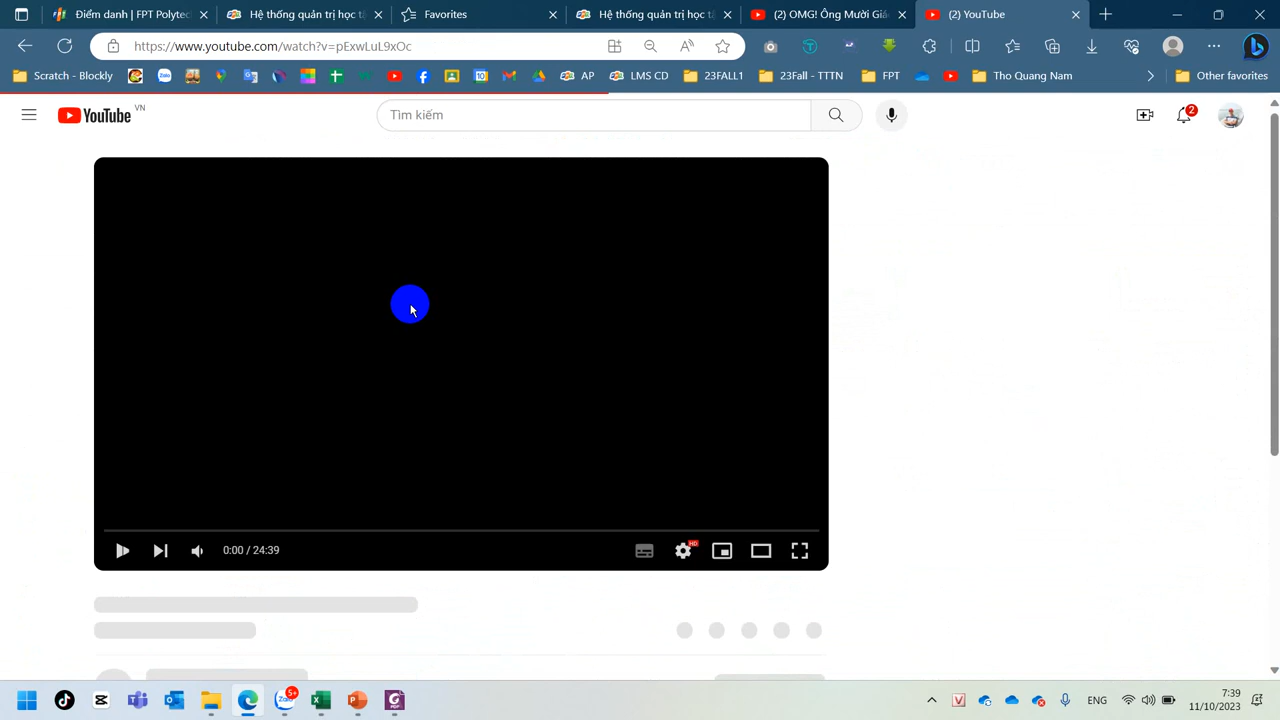 Điểm danh | FPT Polytec
Hệ thống quản trị học t
Favorites
Hệ thống quản trị học t
(2) OMG! Ông Mười Giá
(2) YouTube
https://www.youtube.com/watch?v=pExwLuL9xOc
Scratch - Blockly
AP
LMS CD
23FALL1
23Fall - TTTN
FPT
Tho Quang Nam
Other favorites
YouTube VN
Tìm kiếm
2
0:00 / 24:39
HD
5+
Zalo
ENG
7:39
11/10/2023